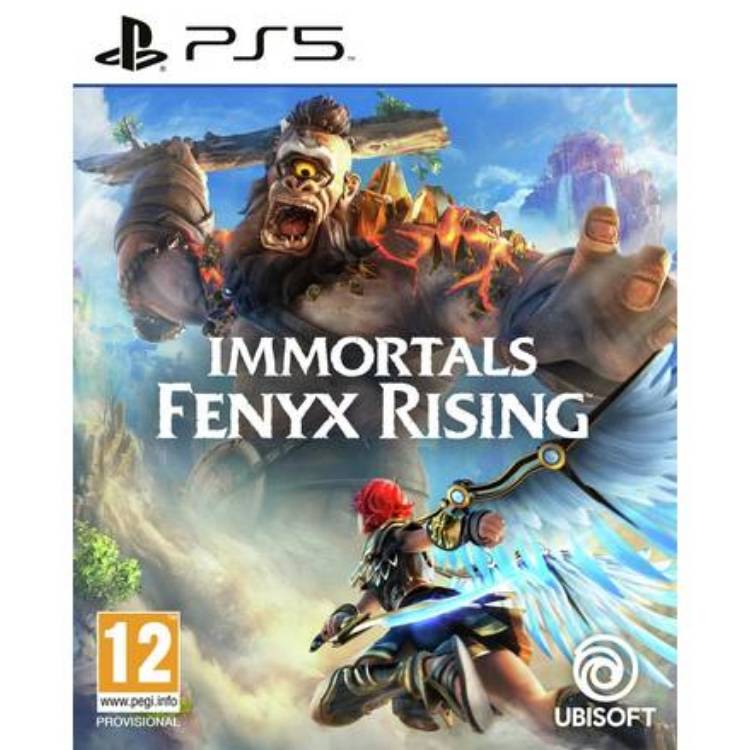 PS5
IMMORTALS
FENYX RISING
12
www.pegi.info
PROVISIONAL
UBISOFT